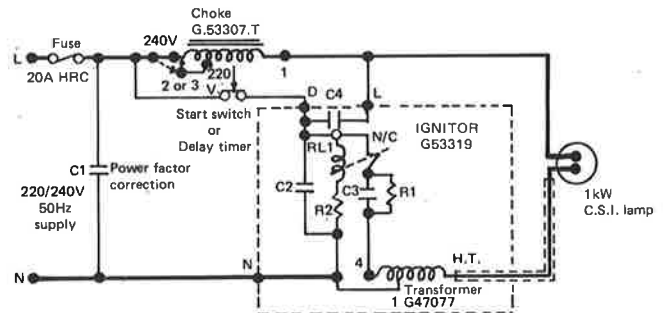 Choke
G.53307.T
Fuse
240V
L
20A HRC
220
1
2 or 3
V
D
C4
L
Start switch
or
Delay timer
N/C
IGNITOR
G53319
RL1
C1
Power factor
correction
220/240V
50Hz
supply
C2
C3
R1
R2
1kW
C.S.I. lamp
N
N
4
H.T.
Transformer
1 G47077